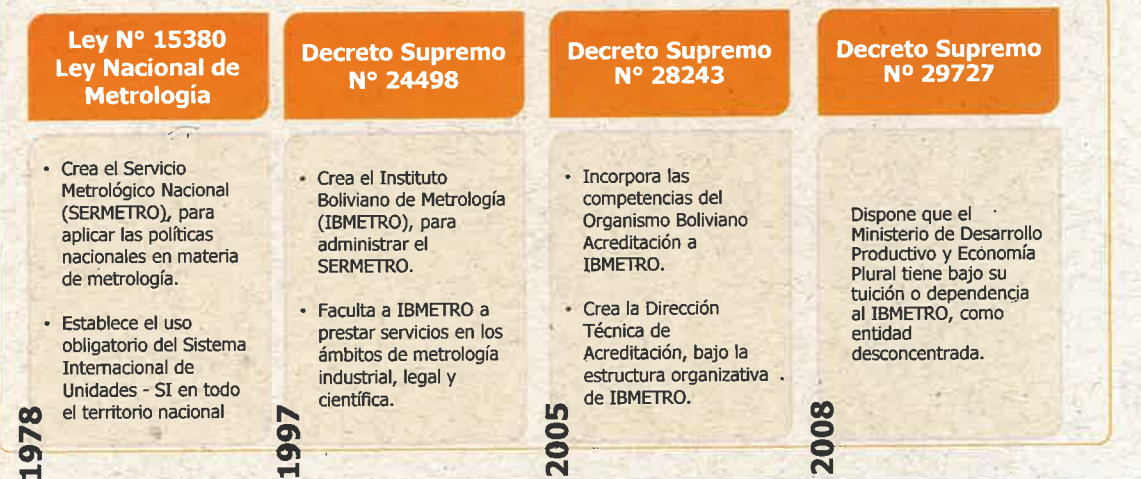 Ley N° 15380
Ley Nacional de
Metrología
• Crea el Servicio
Metrológico Nacional
(SERMETRO), para
aplicar las políticas
nacionales en materia
de metrología.
• Establece el uso
obligatorio del Sistema
Internacional de
Unidades - SI en todo
el territorio nacional
1978
Decreto Supremo
N° 24498
• Crea el Instituto
Boliviano de Metrología
(IBMETRO), para
administrar el
SERMETRO.
• Faculta a IBMETRO a
prestar servicios en los
ámbitos de metrología
industrial, legal y
científica.
1997
Decreto Supremo
N° 28243
• Incorpora las
competencias del
Organismo Boliviano
Acreditación a
IBMETRO.
• Crea la Dirección
Técnica de
Acreditación, bajo la
estructura organizativa
de IBMETRO.
2005
Decreto Supremo
Nº 29727
Dispone que el
Ministerio de Desarrollo
Productivo y Economía
Plural tiene bajo su
tuición o dependencia
al IBMETRO, como
entidad
desconcentrada.
2008